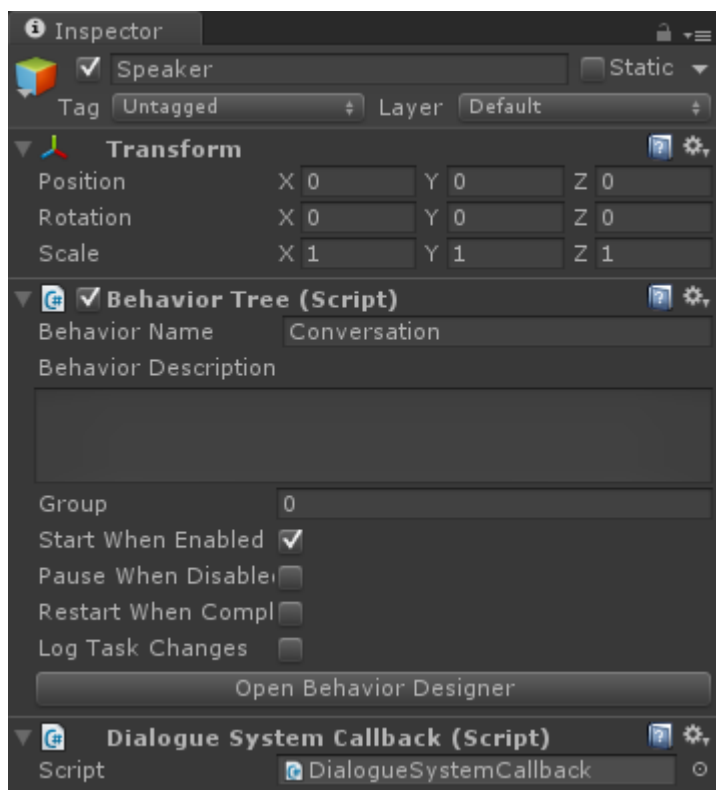 Inspector
Speaker Static
Tag Untagged Layer Default
Transform
Position X 0 Y 0 Z 0
Rotation X 0 Y 0 Z 0
Scale X 1 Y 1 Z 1
Behavior Tree (Script)
Behavior Name Conversation
Behavior Description
Group 0
Start When Enabled
Pause When Disable
Restart When Compl
Log Task Changes
Open Behavior Designer
Dialogue System Callback (Script)
Script DialogueSystemCallback